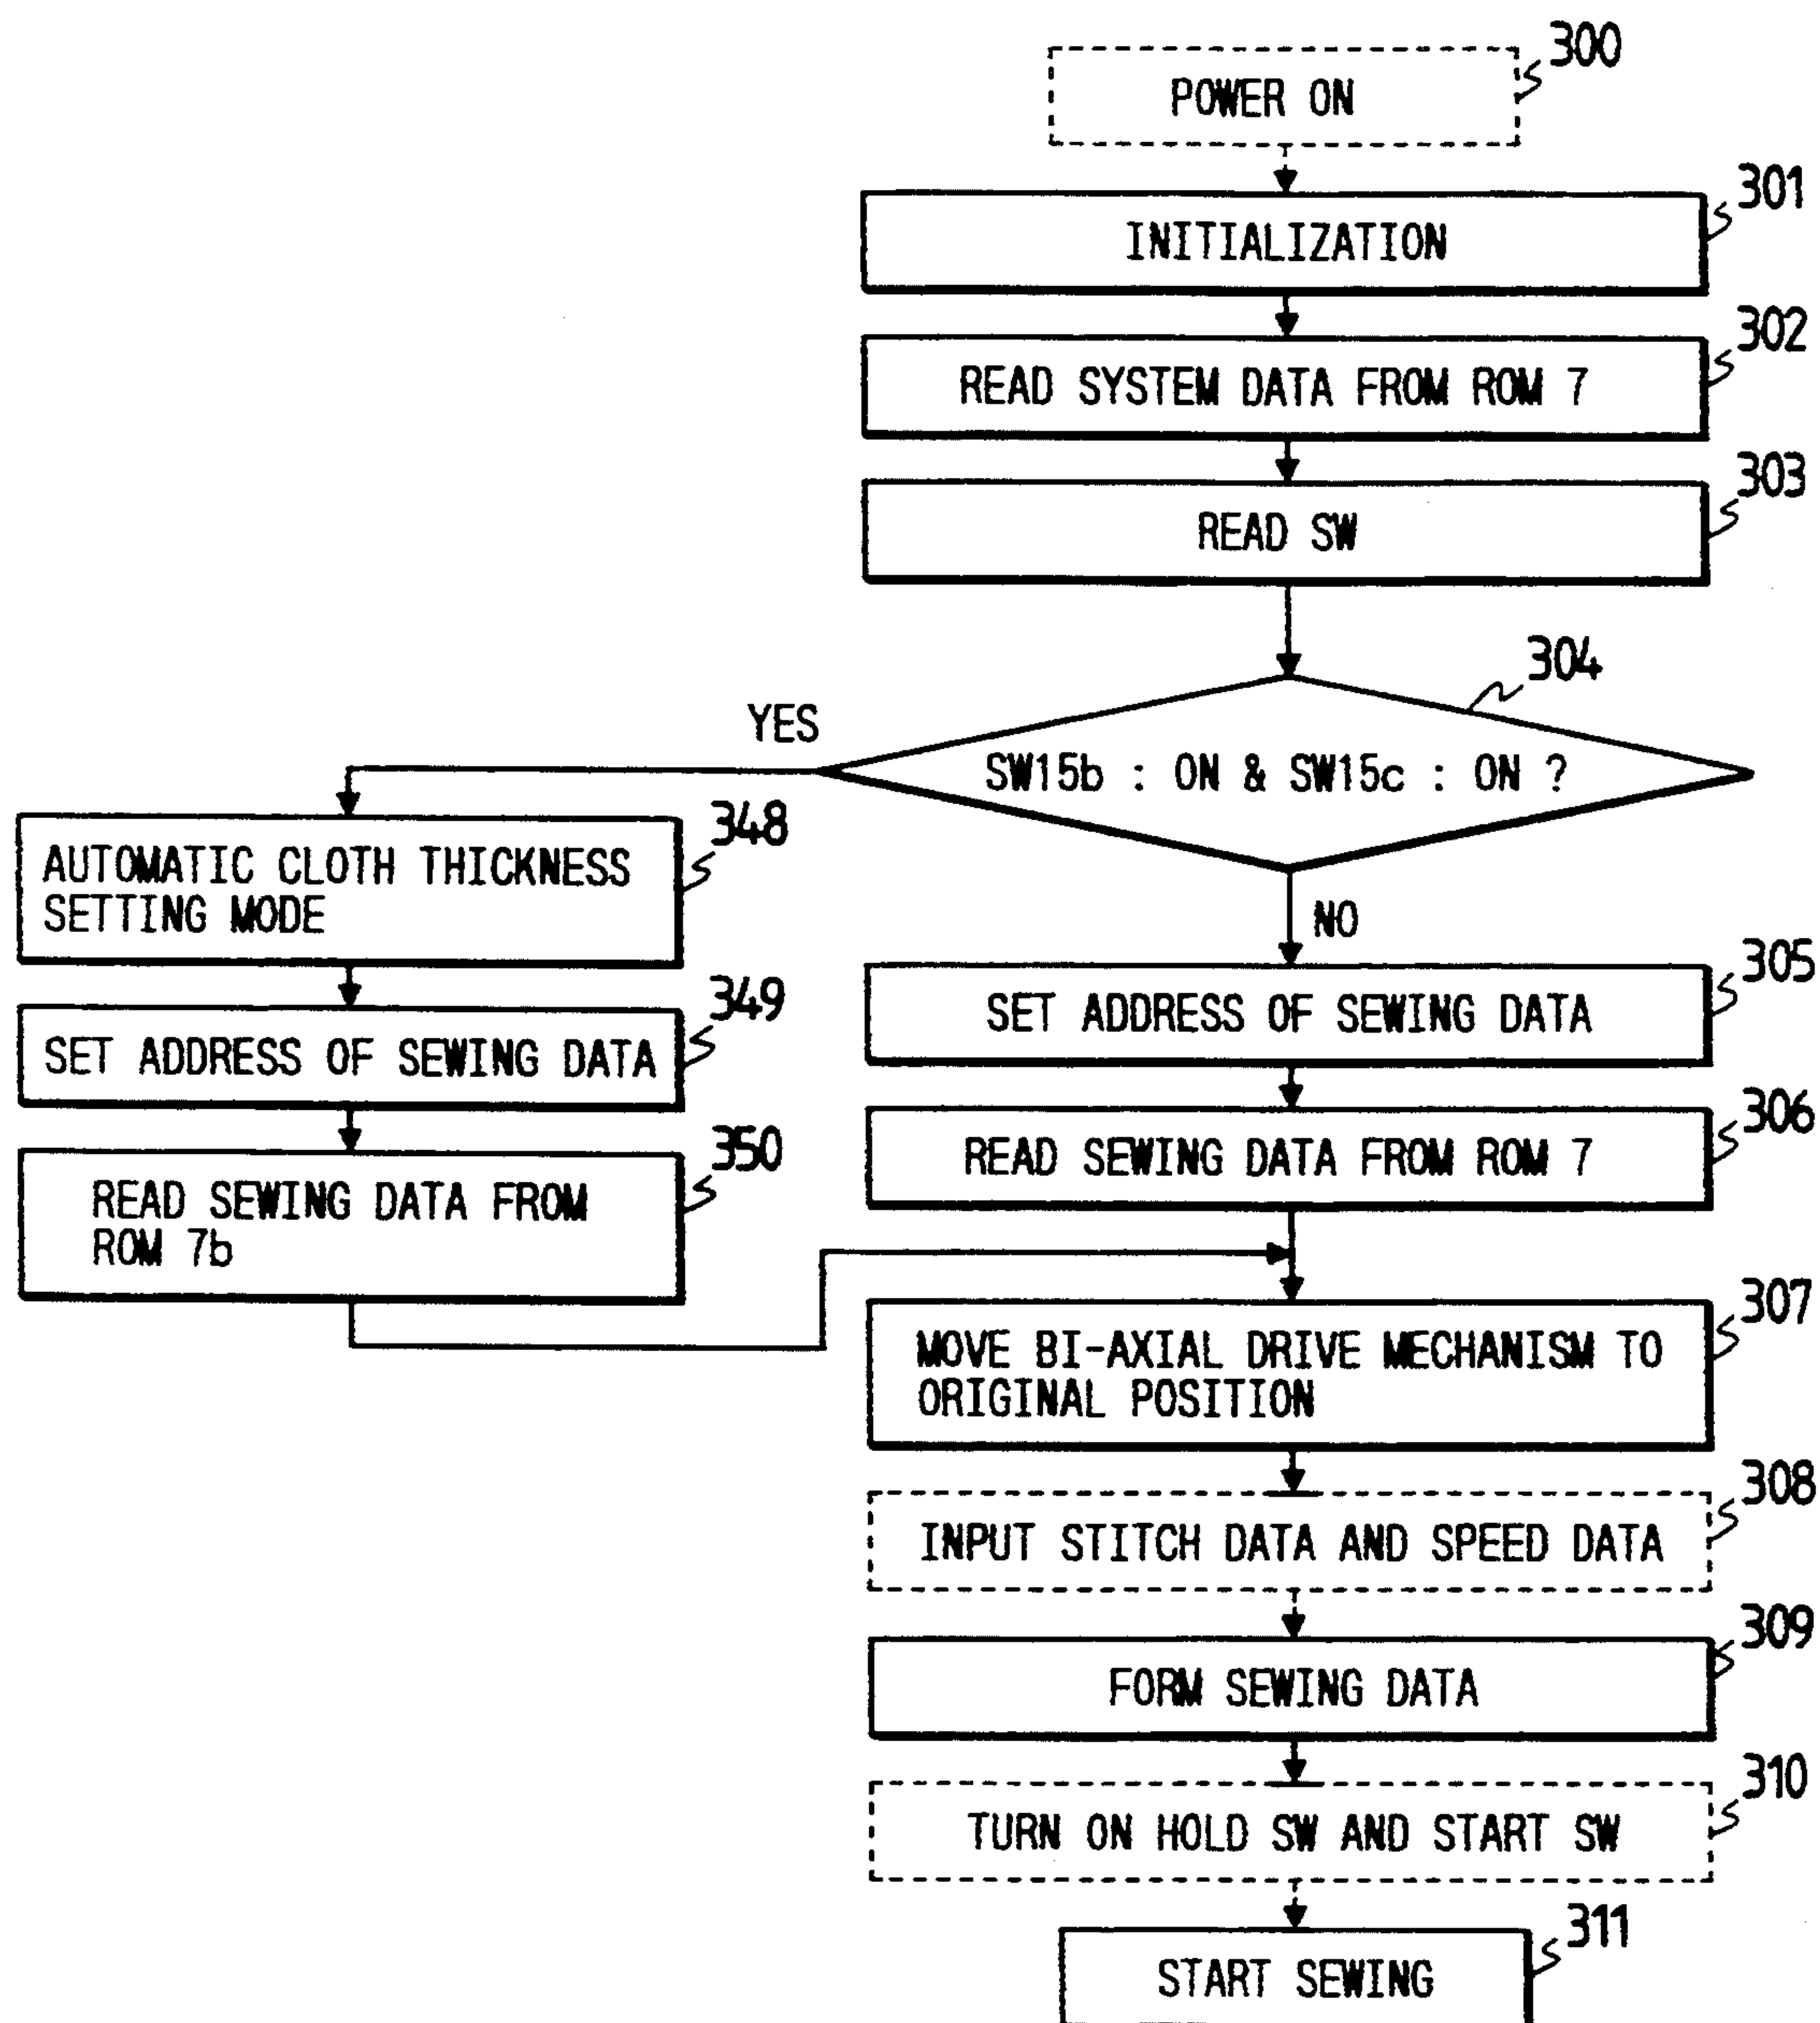 300
POWER ON
301
INITIALIZATION
302
READ SYSTEM DATA FROM ROM 7
303
READ SW
304
YES
SW15b : ON & SW15c : ON ?
348
AUTOMATIC CLOTH THICKNESS
SETTING MODE
NO
349
SET ADDRESS OF SEWING DATA
305
SET ADDRESS OF SEWING DATA
350
READ SEWING DATA FROM
ROM 7b
306
READ SEWING DATA FROM ROM 7
307
MOVE BI-AXIAL DRIVE MECHANISM TO
ORIGINAL POSITION
308
INPUT STITCH DATA AND SPEED DATA
309
FORM SEWING DATA
310
TURN ON HOLD SW AND START SW
311
START SEWING